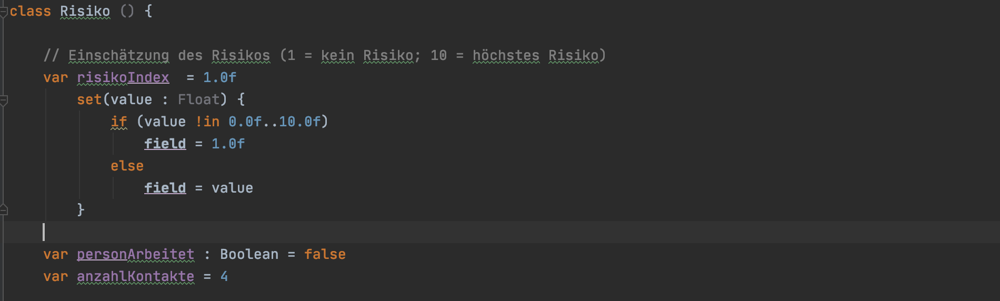 class Risiko () {
// Einschätzung des Risikos (1 = kein Risiko; 10 = höchstes Risiko)
var risikoIndex  = 1.0f
set(value : Float) {
if (value !in 0.0f..10.0f)
field = 1.0f
else
field = value
}
var personArbeitet : Boolean = false
var anzahlKontakte = 4